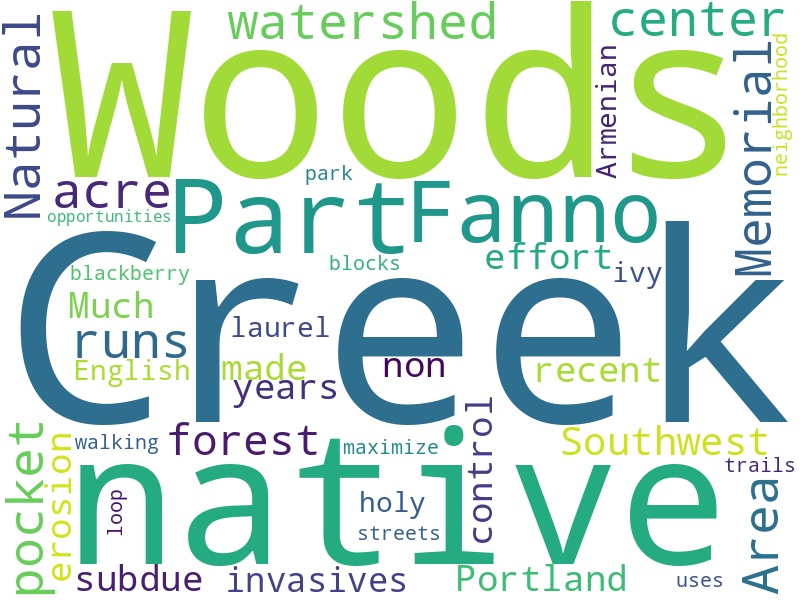 Woods
watershed
center
Natural
Armenian
Memorial
neighborhood
park
acre
Part
Fanno
opportunities
Creek
blackberry
blocks
effort
ivy
Much
runs
laurel
English
made
years
non
recent
pocket
erosion
walking
forest
native
maximize
control
Southwest
trails
loop
holy
streets
Area
subdue
invasives
Portland
uses